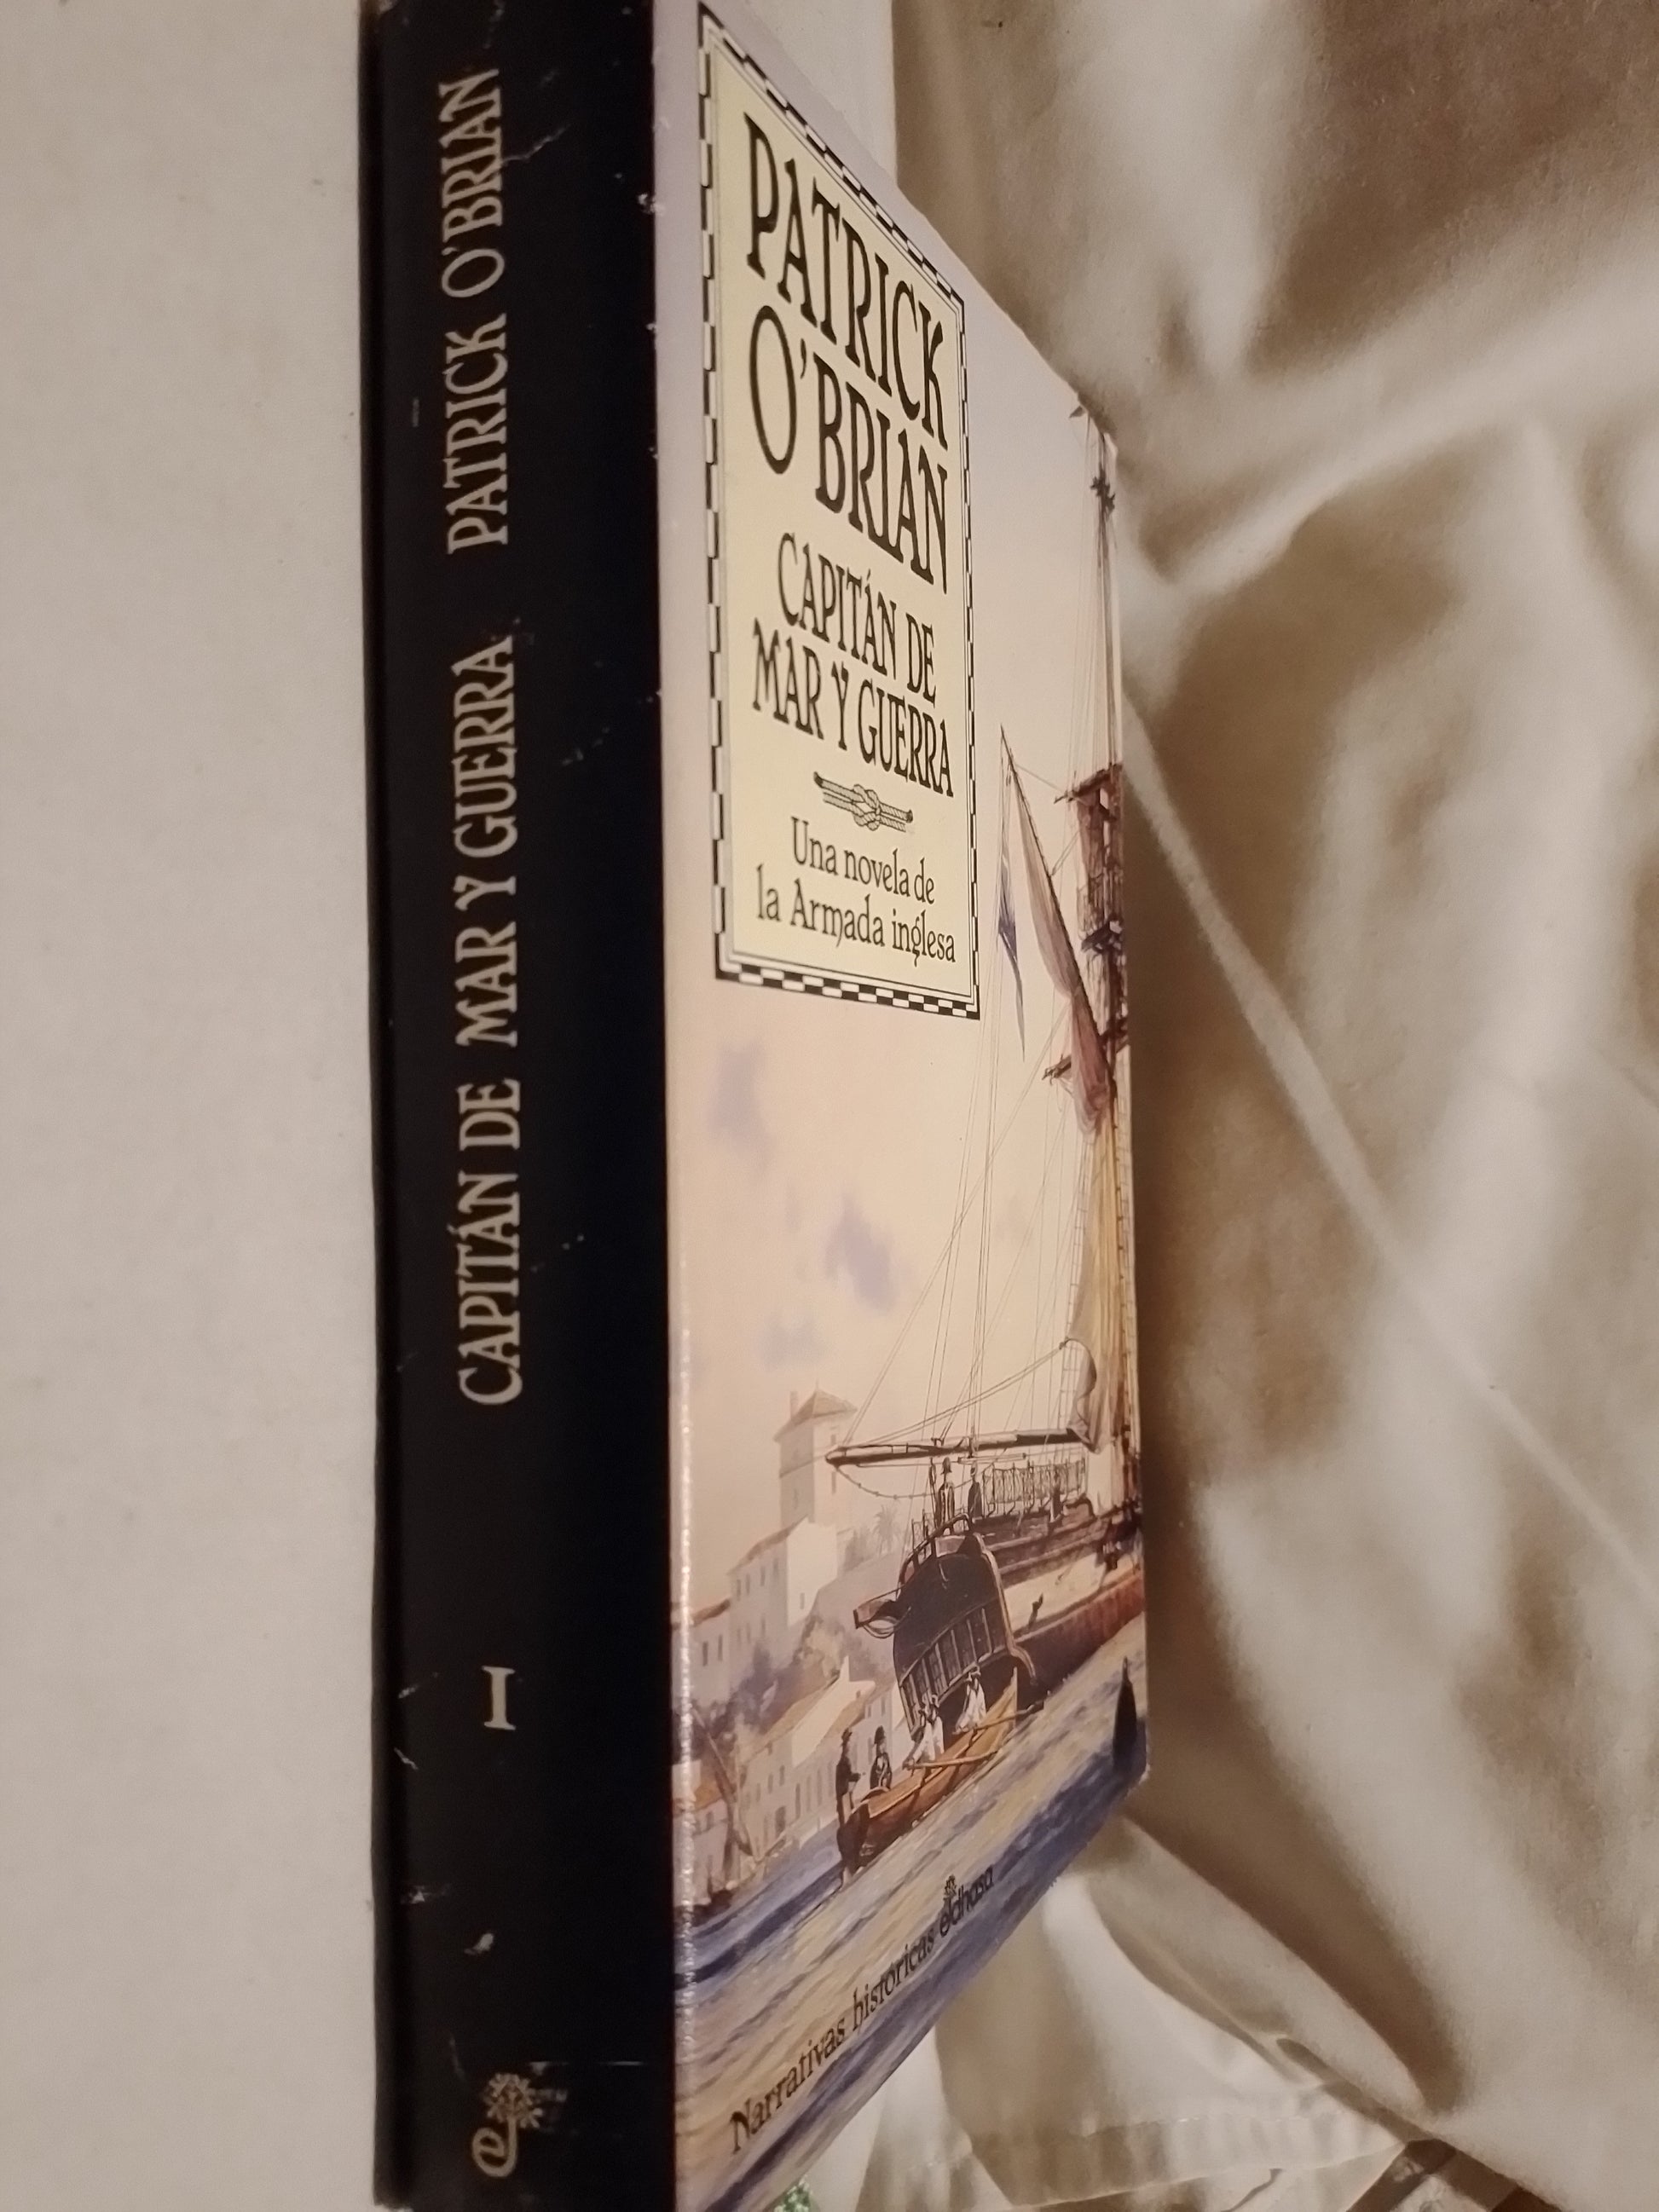 CAPITÁN DE MAR Y GUERRA PATRICK O'BRIAN
I
e
PATRICK
O'BRIAN
CAPITÁN DE
MAR Y GUERRA
Una novela de
la Armada inglesa
Narrativas históricas edhasa